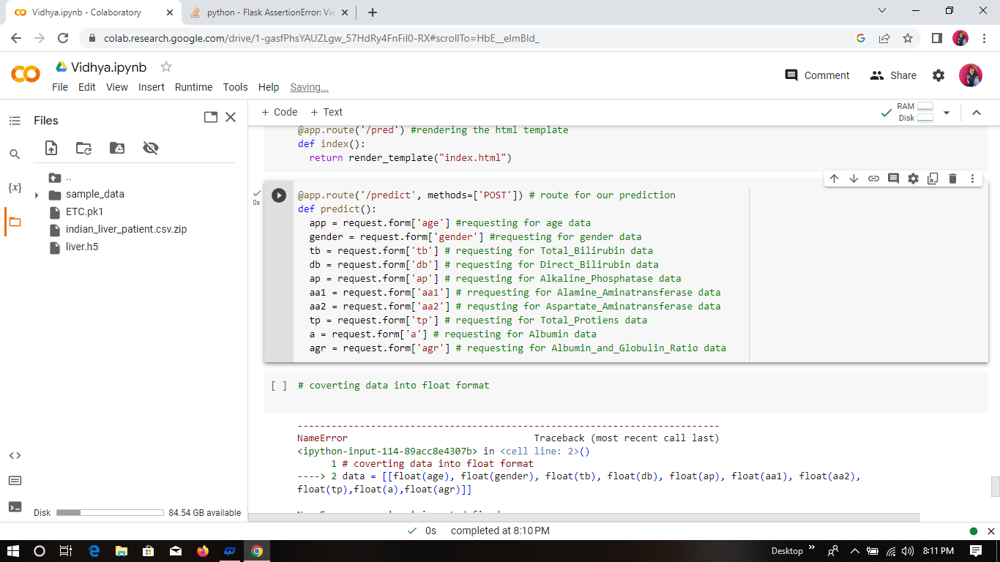 Vidhya.ipynb - Colaboratory
python - Flask AssertionError: Vie
colab.research.google.com/drive/1-gasfPhsYAUZLgw_57HdRy4FnFil0-RX#scrollTo=HbE__elmBld_
Vidhya.ipynb
Comment
Share
File Edit View Insert Runtime Tools Help Saving...
Files
+ Code + Text
RAM
Disk
..
sample_data
ETC.pk1
indian_liver_patient.csv.zip
liver.h5
{x}
<>
Disk
84.54 GB available
@app.route('/pred') #rendering the html template
def index():
return render_template("index.html")
0s
@app.route('/predict', methods=['POST']) # route for our prediction
def predict():
app = request.form['age'] #requesting for age data
gender = request.form['gender'] #requesting for gender data
tb = request.form['tb'] # requesting for Total_Bilirubin data
db = request.form['db'] # requesting for Direct_Bilirubin data
ap = request.form['ap'] # requesting for Alkaline_Phosphatase data
aa1 = request.form['aa1'] # rrequesting for Alamine_Aminatransferase data
aa2 = request.form['aa2'] # requsting for Aspartate_Aminatransferase data
tp = request.form['tp'] # requesting for Total_Protiens data
a = request.form['a'] # requesting for Albumin data
agr = request.form['agr'] # requesting for Albumin_and_Globulin_Ratio data
[ ] # coverting data into float format
---------------------------------------------------------------------------
NameError Traceback (most recent call last)
<ipython-input-114-89acc8e4307b> in <cell line: 2>()
1 # coverting data into float format
----> 2 data = [[float(age), float(gender), float(tb), float(db), float(ap), float(aa1), float(aa2),
float(tp),float(a),float(agr)]]
0s completed at 8:10 PM
Desktop
8:11 PM